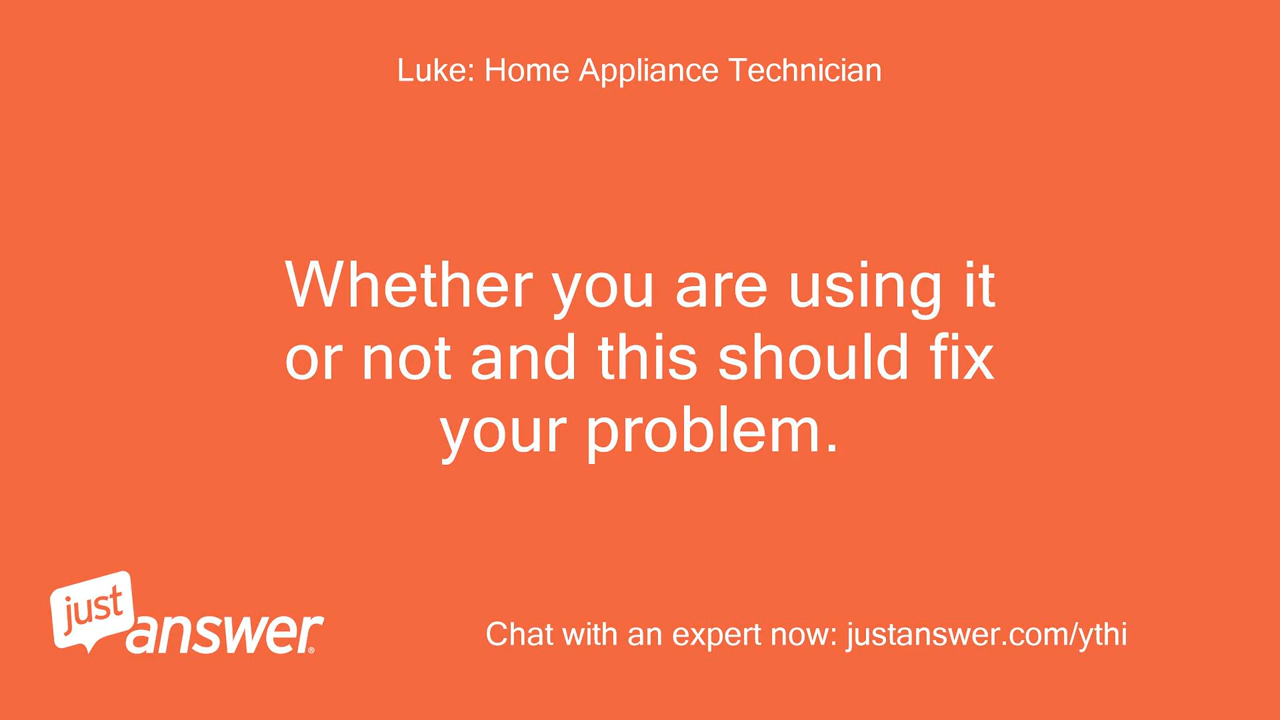 Luke: Home Appliance Technician
Whether you are using it
or not and this should fix
your problem.
just
answer®
Chat with an expert now: justanswer.com/ythi